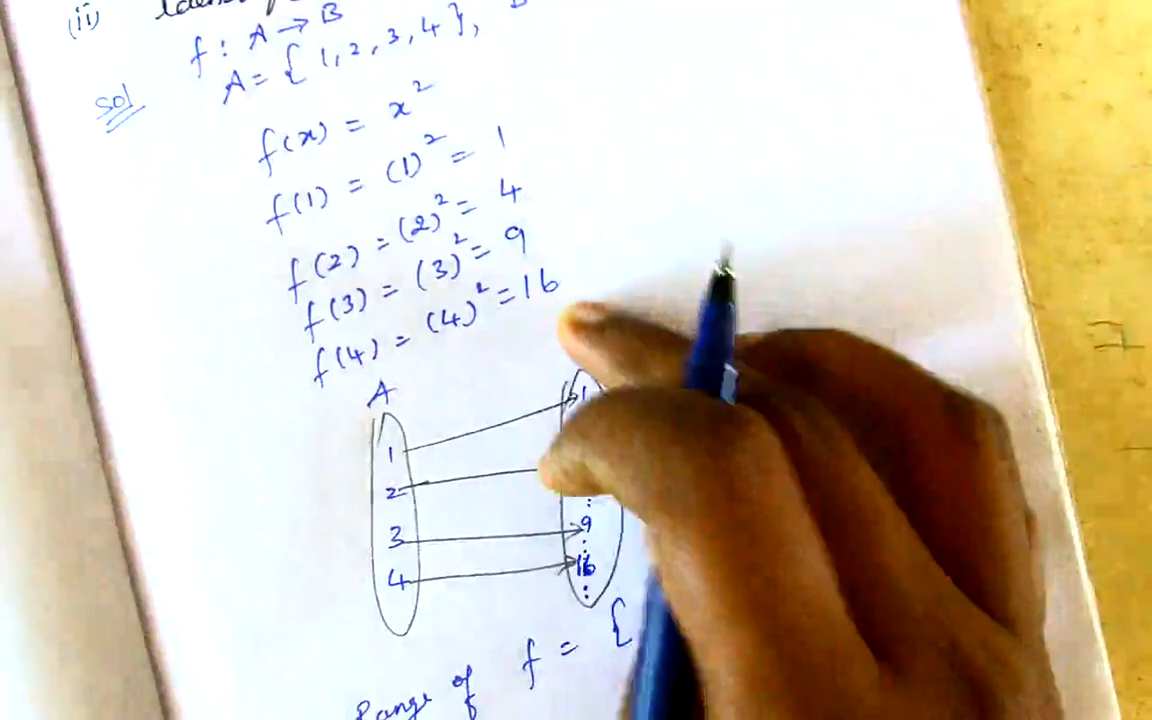 (ii)
f : A → B
Sol
A = { 1, 2, 3, 4 },
f(x) = x²
f(1) = (1)² = 1
f(2) = (2)² = 4
f(3) = (3)² = 9
f(4) = (4)² = 16
A
1 1
2
⋮
3 9
⋮
4 16
⋮
Range of f = {